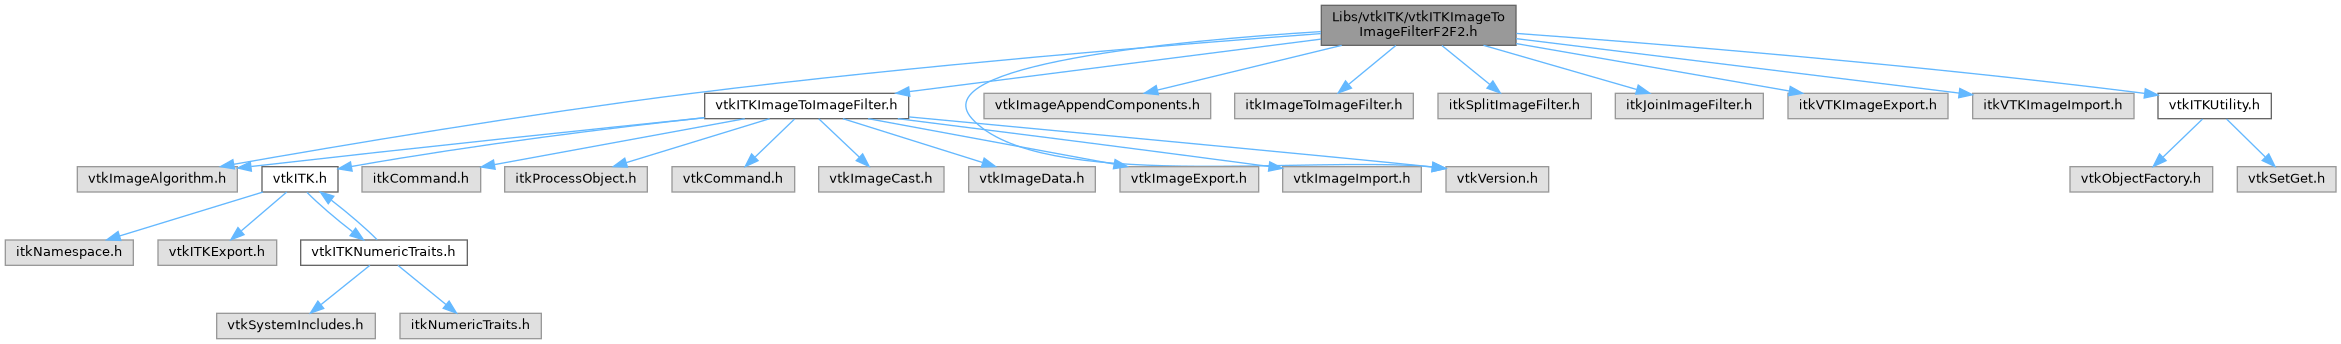 Libs/vtkITK/vtkITKImageTo
ImageFilterF2F2.h
vtkITKImageToImageFilter.h
vtkImageAppendComponents.h
itkImageToImageFilter.h
itkSplitImageFilter.h
itkJoinImageFilter.h
itkVTKImageExport.h
itkVTKImageImport.h
vtkITKUtility.h
vtkImageAlgorithm.h
vtkITK.h
itkCommand.h
itkProcessObject.h
vtkCommand.h
vtkImageCast.h
vtkImageData.h
vtkImageExport.h
vtkImageImport.h
vtkVersion.h
vtkObjectFactory.h
vtkSetGet.h
itkNamespace.h
vtkITKExport.h
vtkITKNumericTraits.h
vtkSystemIncludes.h
itkNumericTraits.h